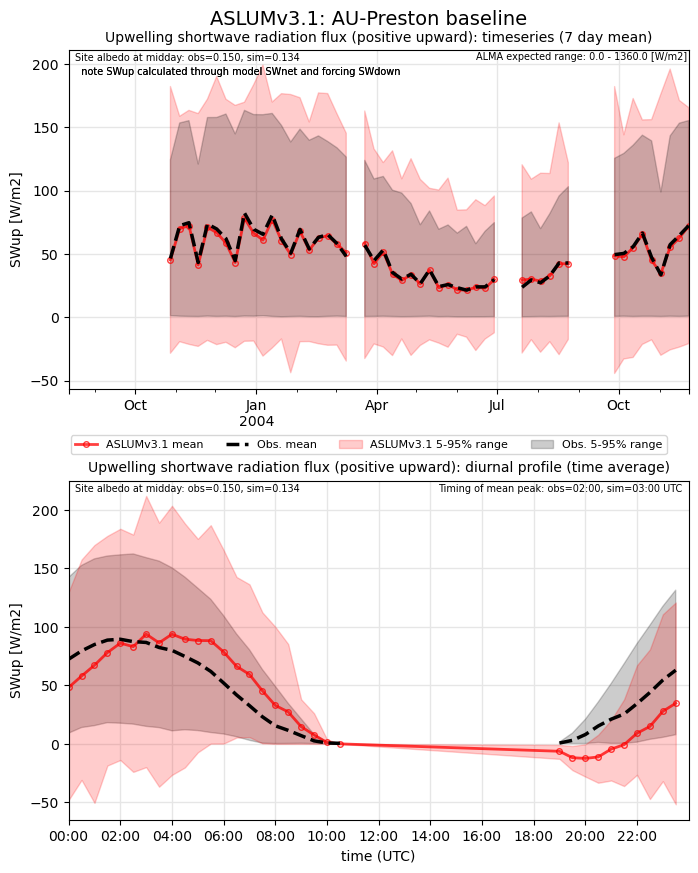 ASLUMv3.1: AU-Preston baseline
Upwelling shortwave radiation flux (positive upward): timeseries (7 day mean)
Site albedo at midday: obs=0.150, sim=0.134
ALMA expected range: 0.0 - 1360.0 [W/m2]
note SWup calculated through model SWnet and forcing SWdown
SWup [W/m2]
200
150
100
50
0
−50
Oct
Jan
2004
Apr
Jul
Oct
ASLUMv3.1 mean
Obs. mean
ASLUMv3.1 5-95% range
Obs. 5-95% range
Upwelling shortwave radiation flux (positive upward): diurnal profile (time average)
Site albedo at midday: obs=0.150, sim=0.134
Timing of mean peak: obs=02:00, sim=03:00 UTC
SWup [W/m2]
200
150
100
50
0
−50
00:00
02:00
04:00
06:00
08:00
10:00
12:00
14:00
16:00
18:00
20:00
22:00
time (UTC)